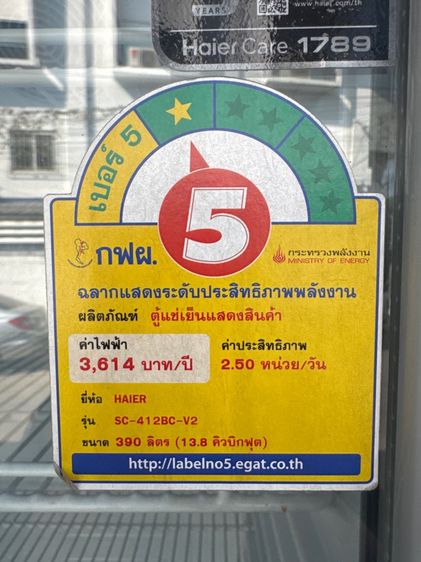 YEARS
www.haier.com/th
Haier Care 1789
เบอร์ 5
5
กฟผ.
กระทรวงพลังงาน
MINISTRY OF ENERGY
ฉลากแสดงระดับประสิทธิภาพพลังงาน
ผลิตภัณฑ์ ตู้แช่เย็นแสดงสินค้า
ค่าไฟฟ้า
3,614 บาท/ปี
ค่าประสิทธิภาพ
2.50 หน่วย/วัน
ยี่ห้อ HAIER
รุ่น SC-412BC-V2
ขนาด 390 ลิตร (13.8 คิวบิกฟุต)
http://labelno5.egat.co.th